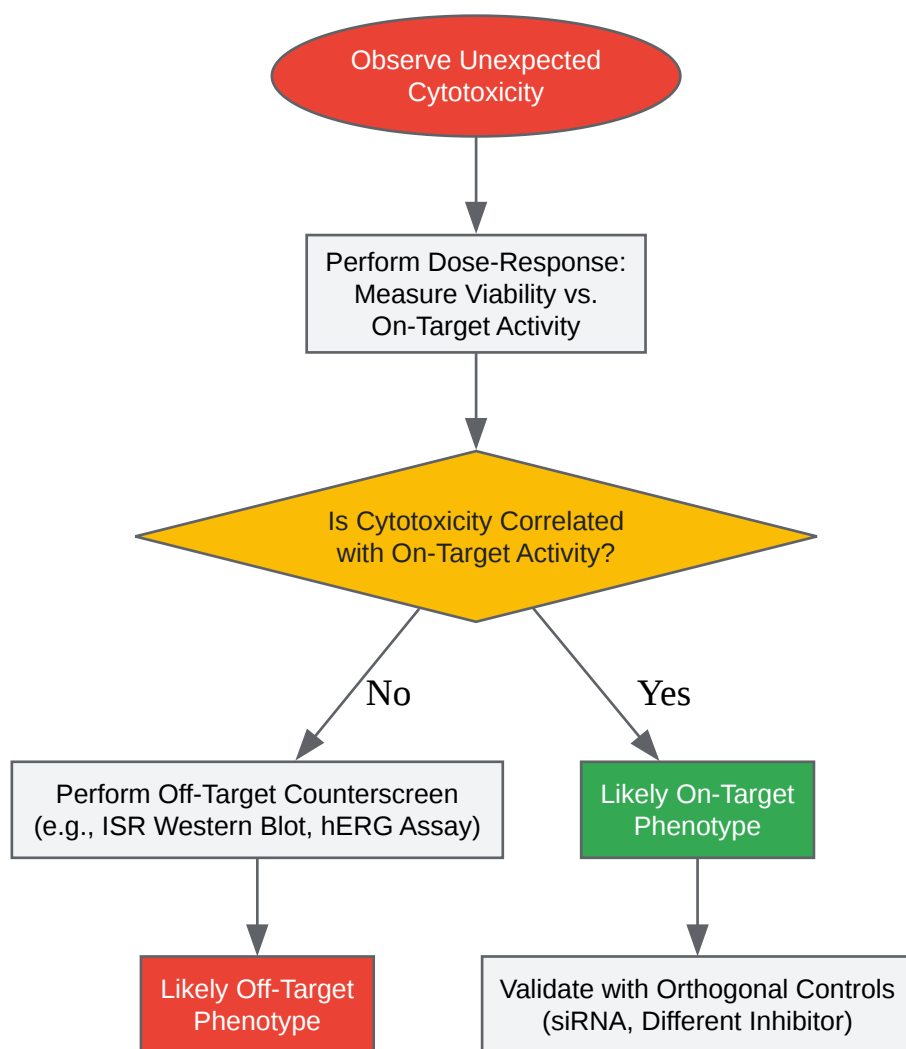 Observe Unexpected
Cytotoxicity
Perform Dose-Response:
Measure Viability vs.
On-Target Activity
Is Cytotoxicity Correlated
with On-Target Activity?
No
Yes
Perform Off-Target Counterscreen
(e.g., ISR Western Blot, hERG Assay)
Likely On-Target
Phenotype
Likely Off-Target
Phenotype
Validate with Orthogonal Controls
(siRNA, Different Inhibitor)